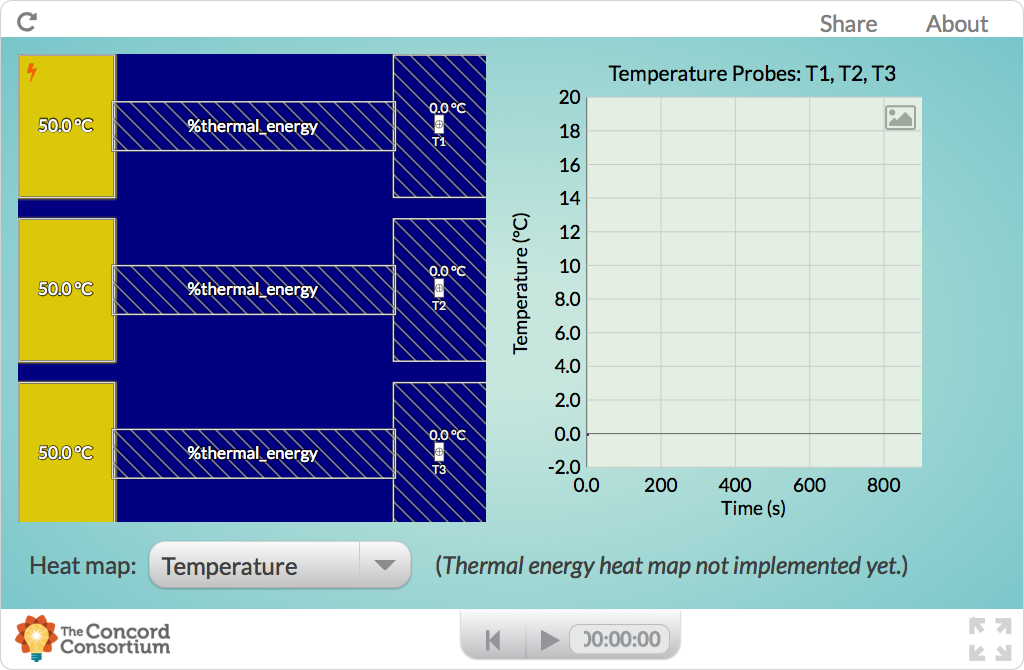 Share About
50.0 °C
%thermal_energy
0.0 °C
T1
50.0 °C
%thermal_energy
0.0 °C
T2
50.0 °C
%thermal_energy
0.0 °C
T3
Temperature Probes: T1, T2, T3
20
18
16
14
12
10
8.0
6.0
4.0
2.0
0.0
-2.0
Temperature (°C)
0.0 200 400 600 800
Time (s)
Heat map: Temperature (Thermal energy heat map not implemented yet.)
The Concord
Consortium
00:00:00